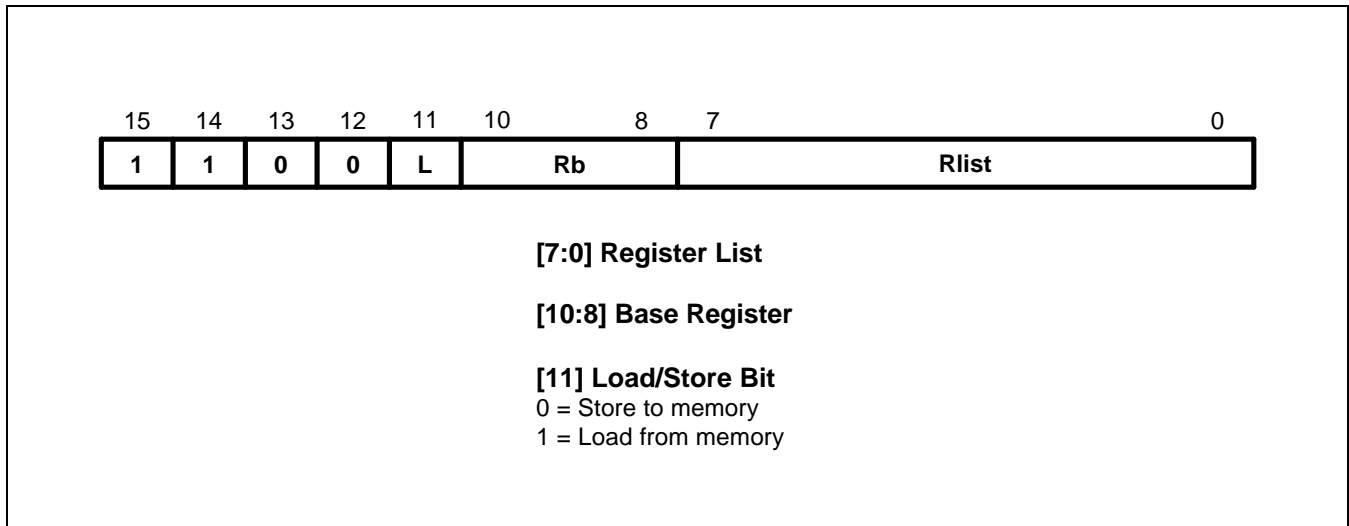 15 14 13 12 11 10 8 7 0
1 1 0 0 L Rb Rlist
[7:0] Register List
[10:8] Base Register
[11] Load/Store Bit
0 = Store to memory
1 = Load from memory